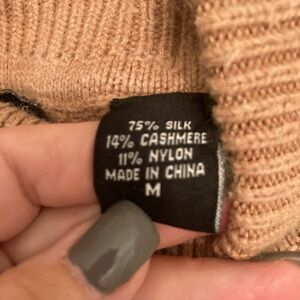 75% SILK
14% CASHMERE
11% NYLON
MADE IN CHINA
M